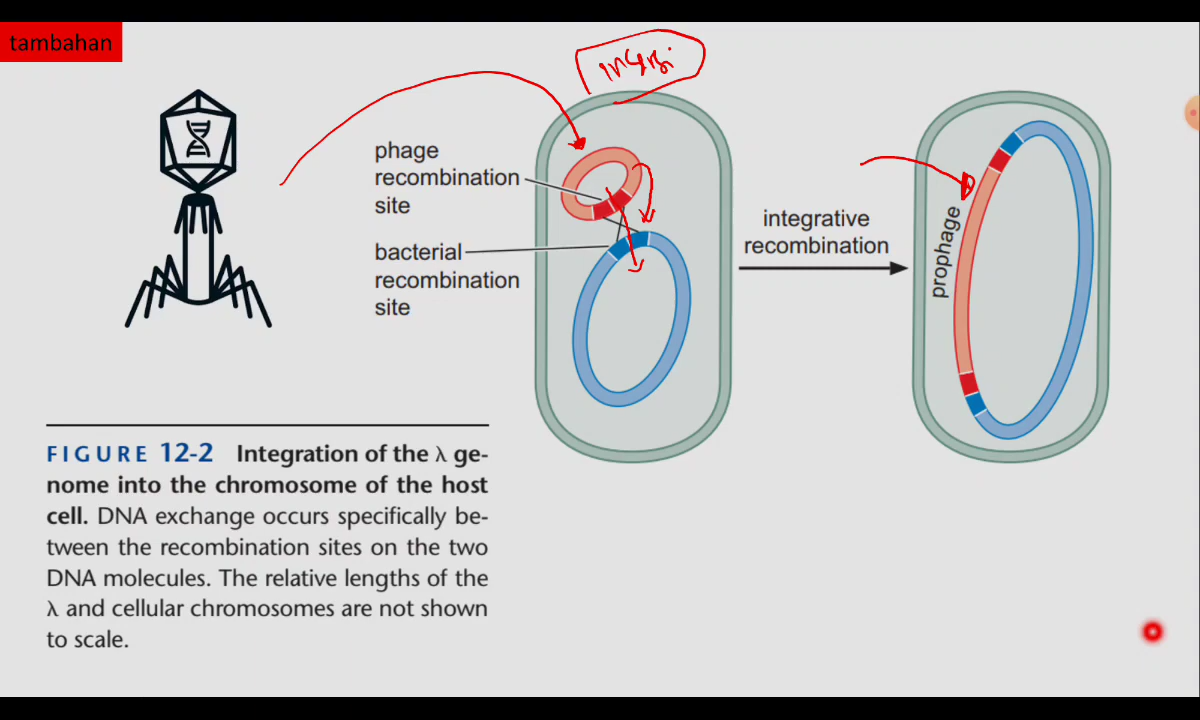 tambahan
insersi
phage
recombination
site
bacterial
recombination
site
integrative
recombination
prophage
FIGURE 12-2 Integration of the λ ge-
nome into the chromosome of the host
cell. DNA exchange occurs specifically be-
tween the recombination sites on the two
DNA molecules. The relative lengths of the
λ and cellular chromosomes are not shown
to scale.